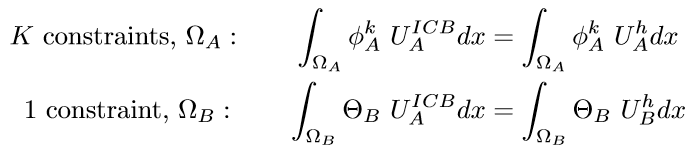 K constraints, Ω_A : ∫_{Ω_A} φ_A^k U_A^{ICB} dx = ∫_{Ω_A} φ_A^k U_A^h dx
1 constraint, Ω_B : ∫_{Ω_B} Θ_B U_A^{ICB} dx = ∫_{Ω_B} Θ_B U_B^h dx